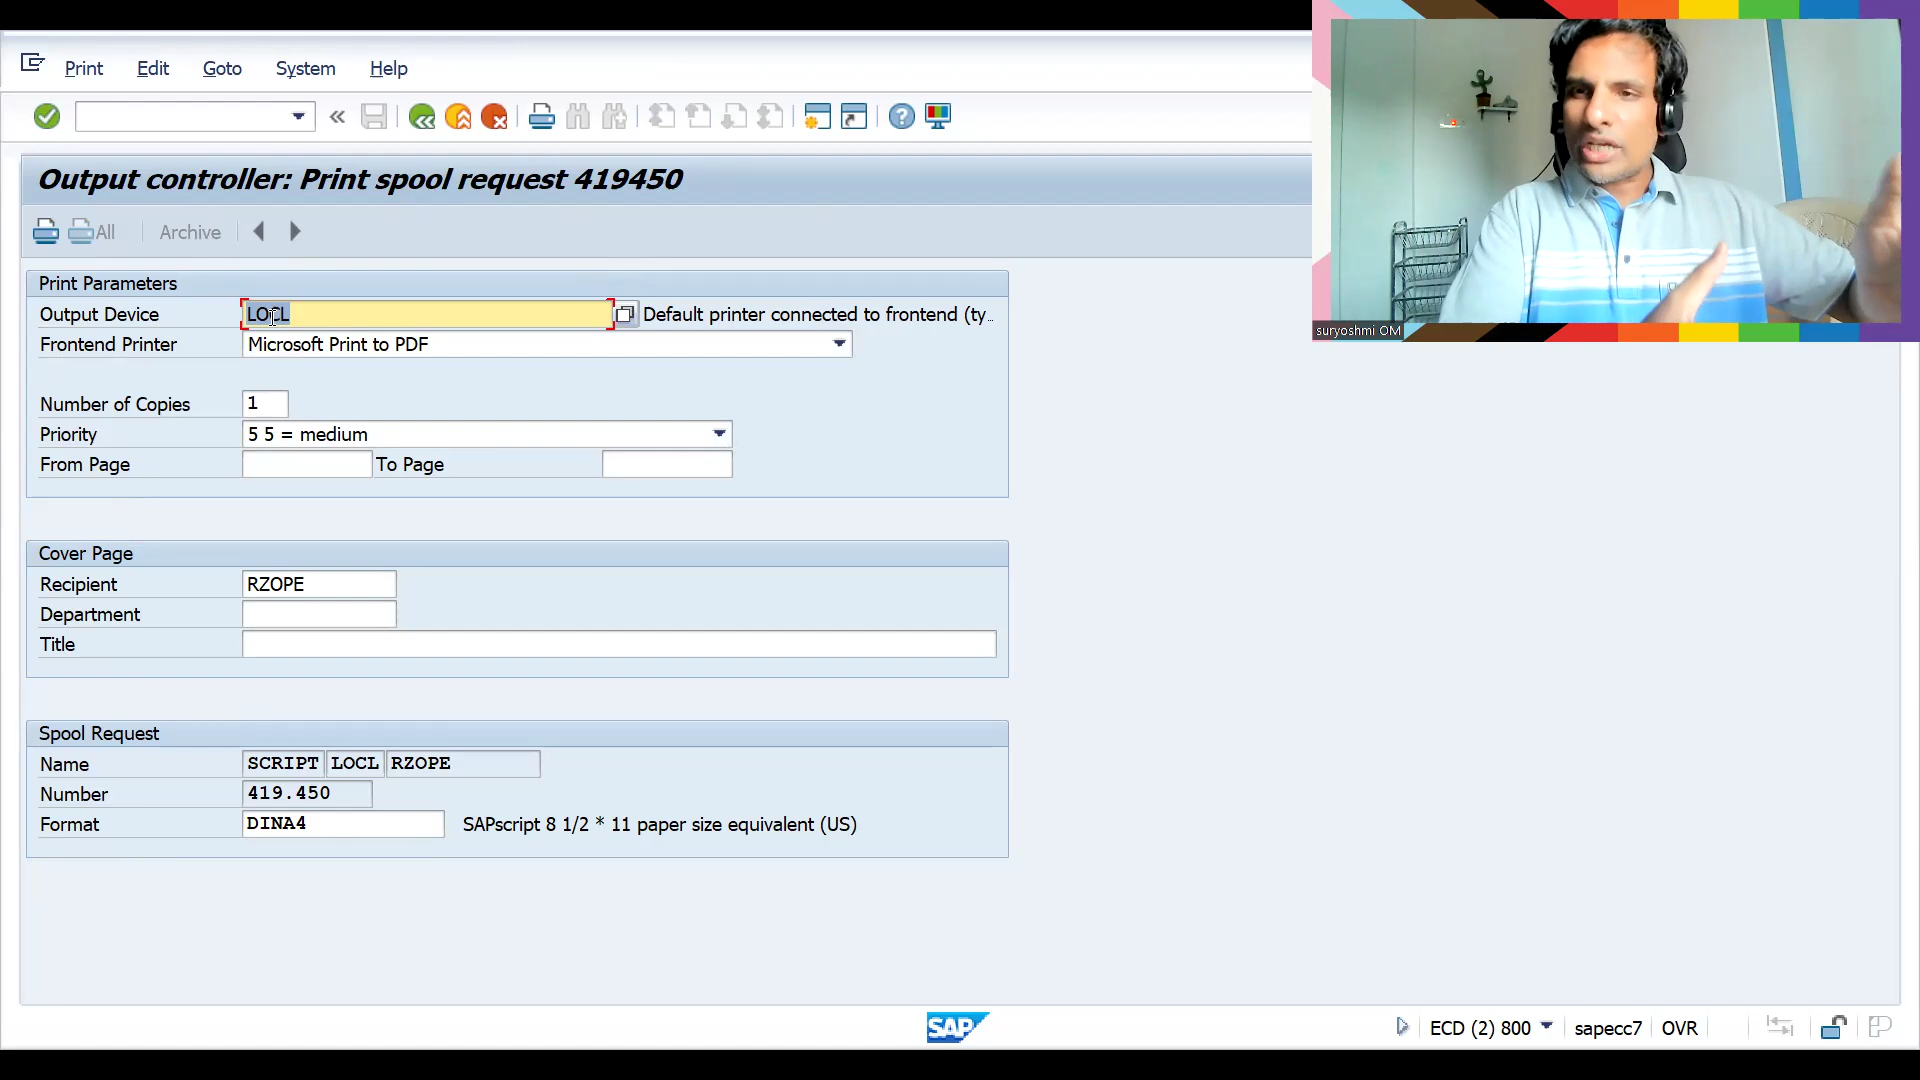 Print Edit Goto System Help
Output controller: Print spool request 419450
All Archive
Print Parameters
Output Device LOCL Default printer connected to frontend (ty...
Frontend Printer Microsoft Print to PDF
Number of Copies 1
Priority 5 5 = medium
From Page To Page
Cover Page
Recipient RZOPE
Department
Title
Spool Request
Name SCRIPT LOCL RZOPE
Number 419.450
Format DINA4 SAPscript 8 1/2 * 11 paper size equivalent (US)
suryoshmi OM
SAP
ECD (2) 800 sapecc7 OVR